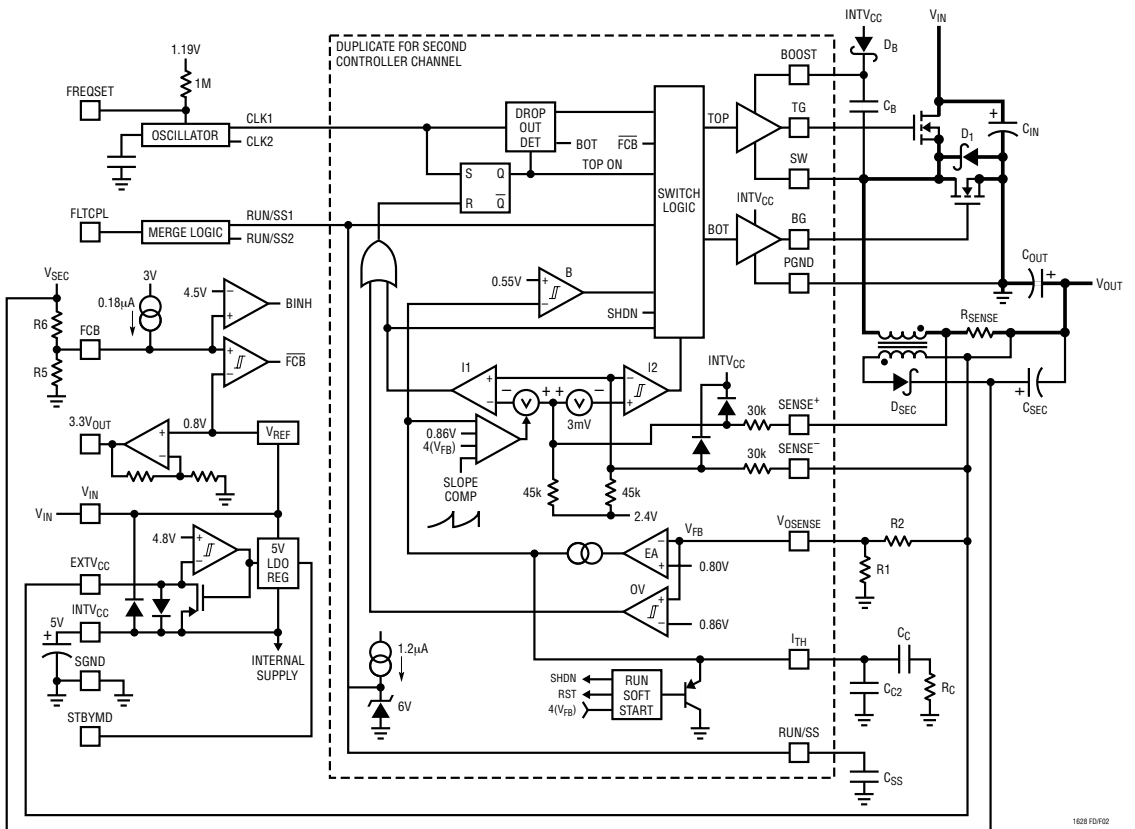 INTVCC
VIN
1.19V
DUPLICATE FOR SECOND
CONTROLLER CHANNEL
BOOST
DB
1M
FREQSET
CLK1
CB
CIN
DROP
OUT
DET
TOP
TG
OSCILLATOR
CLK2
BOT
FCB
D1
TOP ON
SW
S
Q
R
Q
SWITCH
LOGIC
INTVCC
FLTCPL
MERGE LOGIC
RUN/SS1
RUN/SS2
BOT
BG
COUT
+
VSEC
3V
PGND
VOUT
4.5V
–
+
BINH
0.55V
+
–
B
0.18µA
R6
FCB
SHDN
RSENSE
+
–
FCB
R5
I1
I2
INTVCC
+
–
–
+
+
–
–
+
V
V
3mV
DSEC
+
CSEC
30k
SENSE+
3.3VOUT
0.8V
VREF
+
–
0.86V
4(VFB)
30k
SENSE–
SLOPE
COMP
45k
45k
2.4V
VIN
VIN
4.8V
+
–
5V
LDO
REG
VFB
VOSENSE
R2
–
EA
+
0.80V
R1
EXTVCC
OV
+
–
0.86V
INTVCC
5V
+
INTERNAL
SUPPLY
1.2µA
ITH
CC
SGND
SHDN
RST
4(VFB)
RUN
SOFT
START
CC2
RC
6V
STBYMD
RUN/SS
CSS
1628 FD/F02